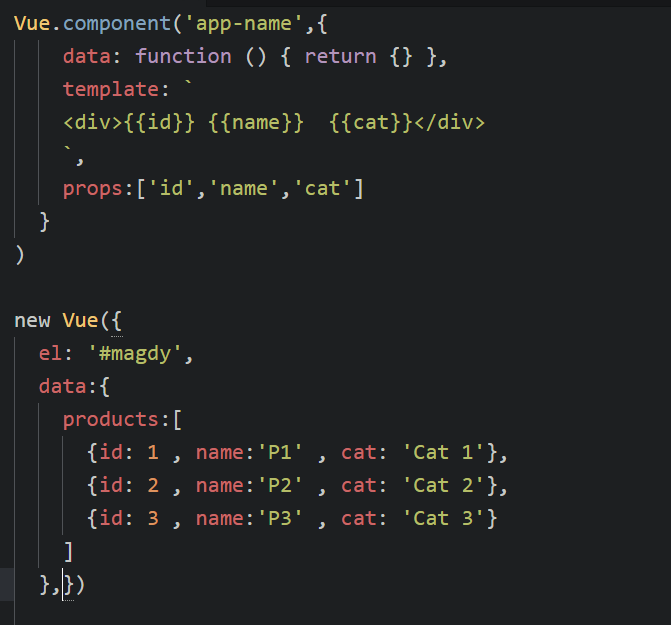 Vue.component('app-name',{
    data: function () { return {} },
    template: `
    <div>{{id}} {{name}}  {{cat}}</div>
    `,
    props:['id','name','cat']
  }
)
new Vue({
  el: '#magdy',
  data:{
    products:[
      {id: 1 , name:'P1' , cat: 'Cat 1'},
      {id: 2 , name:'P2' , cat: 'Cat 2'},
      {id: 3 , name:'P3' , cat: 'Cat 3'}
    ]
  },})